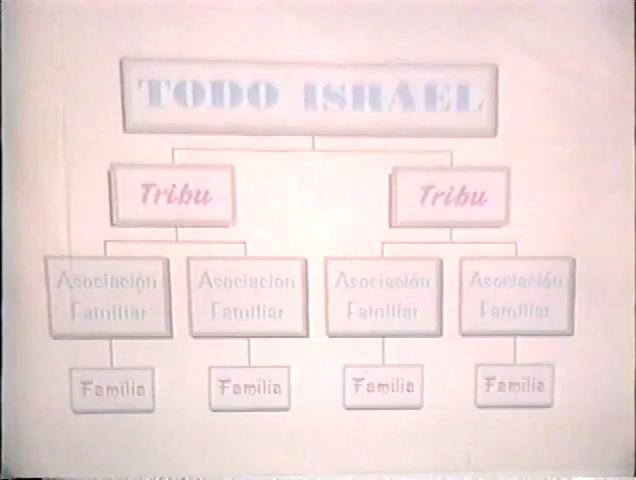 TODO ISRAEL
Tribu
Tribu
Asociación
Familiar
Asociación
Familiar
Asociación
Familiar
Asociación
Familiar
Familia
Familia
Familia
Familia